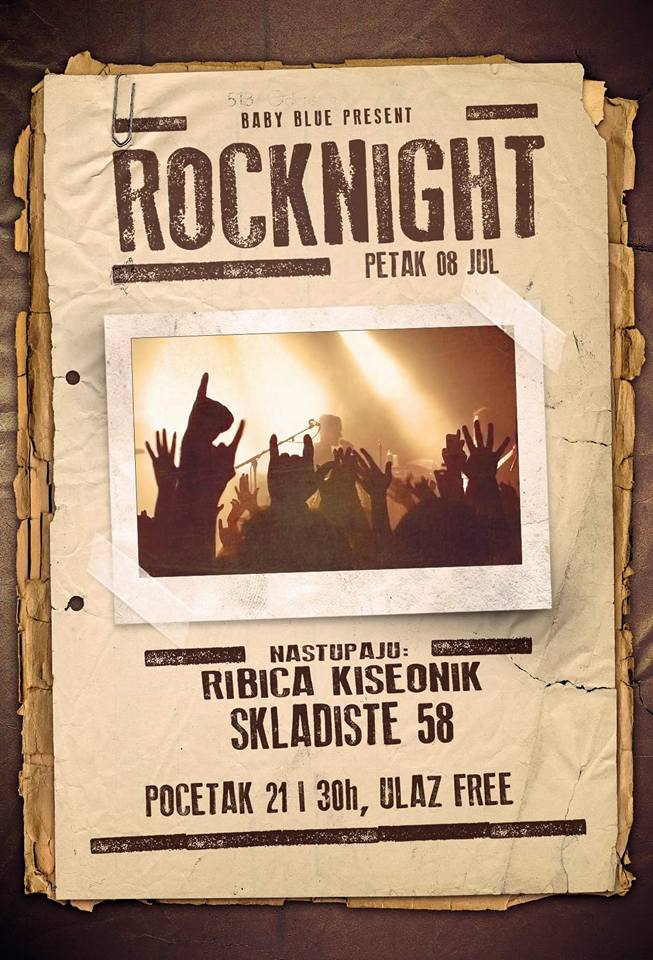 BABY BLUE PRESENT
ROCKNIGHT
PETAK 08 JUL
NASTUPAJU:
RIBICA KISEONIK
SKLADISTE 58
POCETAK 21 I 30h, ULAZ FREE